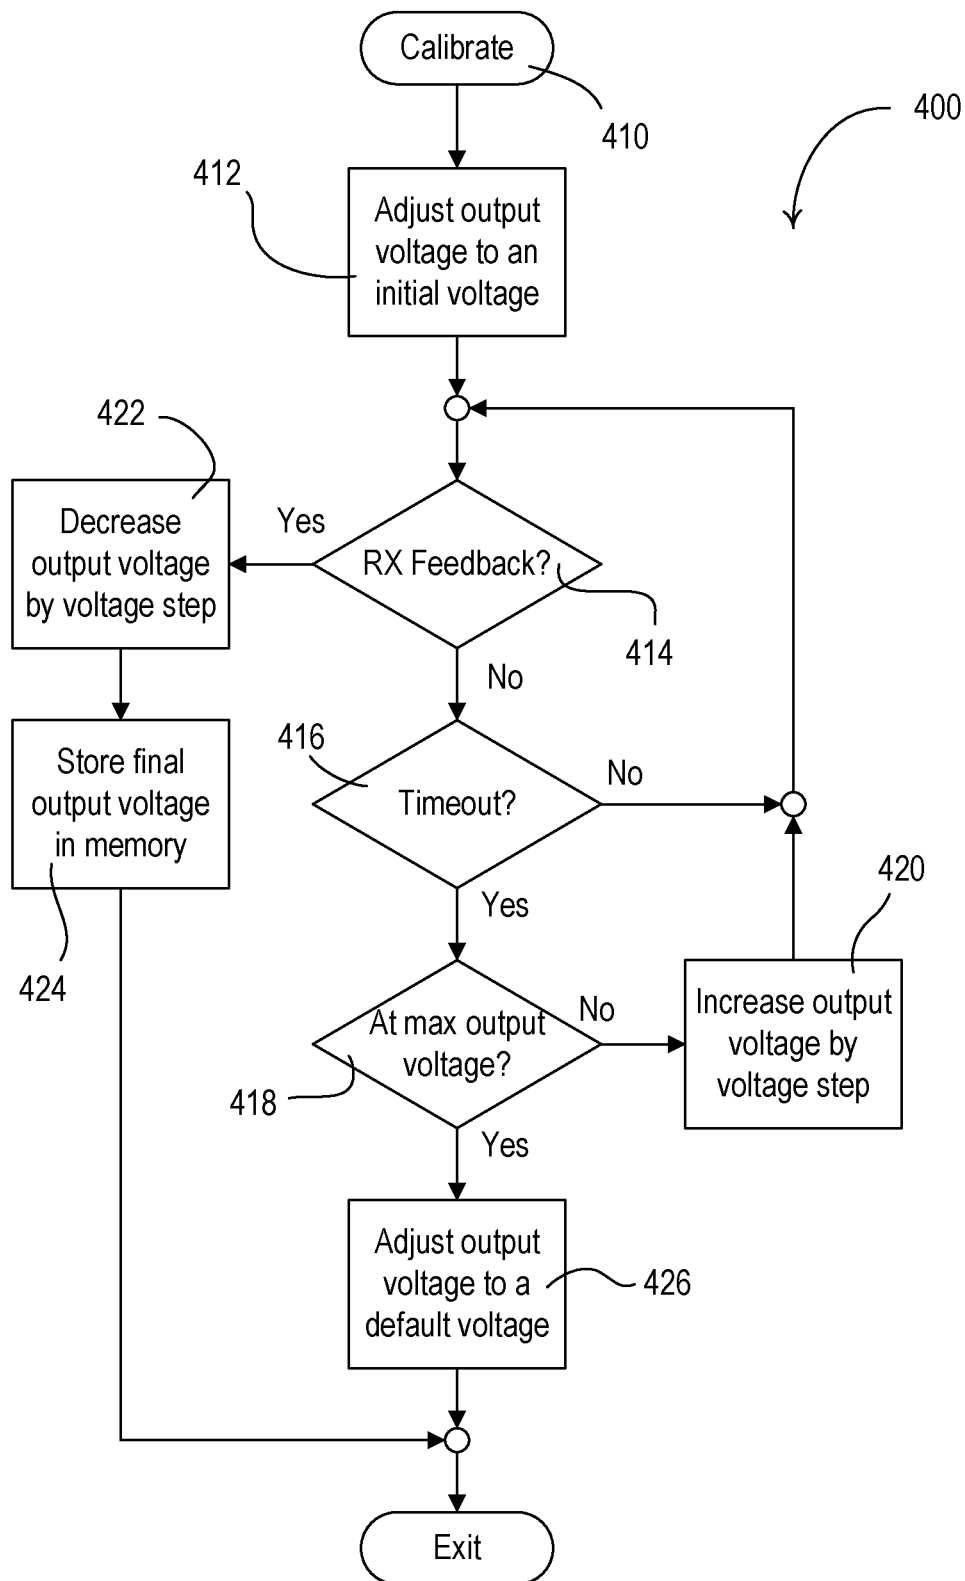 Calibrate
410
400
412
Adjust output
voltage to an
initial voltage
422
Decrease
output voltage
by voltage step
Yes
RX Feedback?
414
No
Store final
output voltage
in memory
424
416
Timeout?
No
Yes
420
At max output
voltage?
418
No
Increase output
voltage by
voltage step
Yes
Adjust output
voltage to a
default voltage
426
Exit